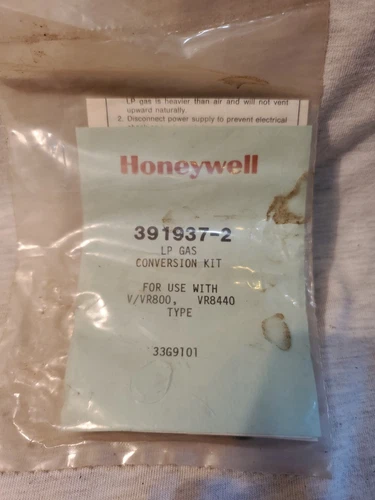 LP gas is heavier than air and will not vent
upward naturally.
2. Disconnect power supply to prevent electrical
Honeywell
391937-2
LP GAS
CONVERSION KIT
FOR USE WITH
V/VR800, VR8440
TYPE
33G9101